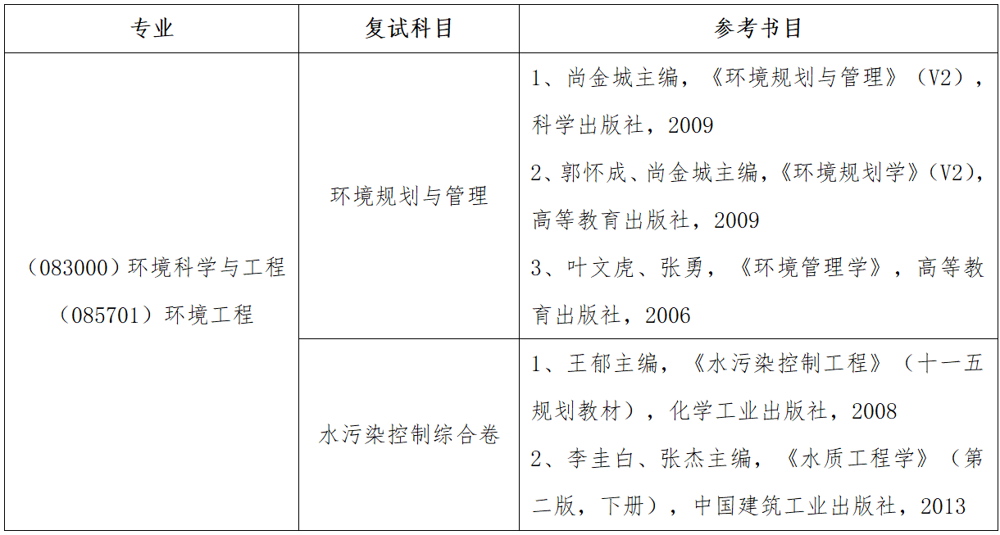 专业 复试科目 参考书目
（083000）环境科学与工程
（085701）环境工程
环境规划与管理
1、尚金城主编，《环境规划与管理》（V2），
科学出版社，2009
2、郭怀成、尚金城主编，《环境规划学》（V2），
高等教育出版社，2009
3、叶文虎、张勇，《环境管理学》，高等教
育出版社，2006
水污染控制综合卷
1、王郁主编，《水污染控制工程》（十一五
规划教材），化学工业出版社，2008
2、李圭白、张杰主编，《水质工程学》（第
二版，下册），中国建筑工业出版社，2013